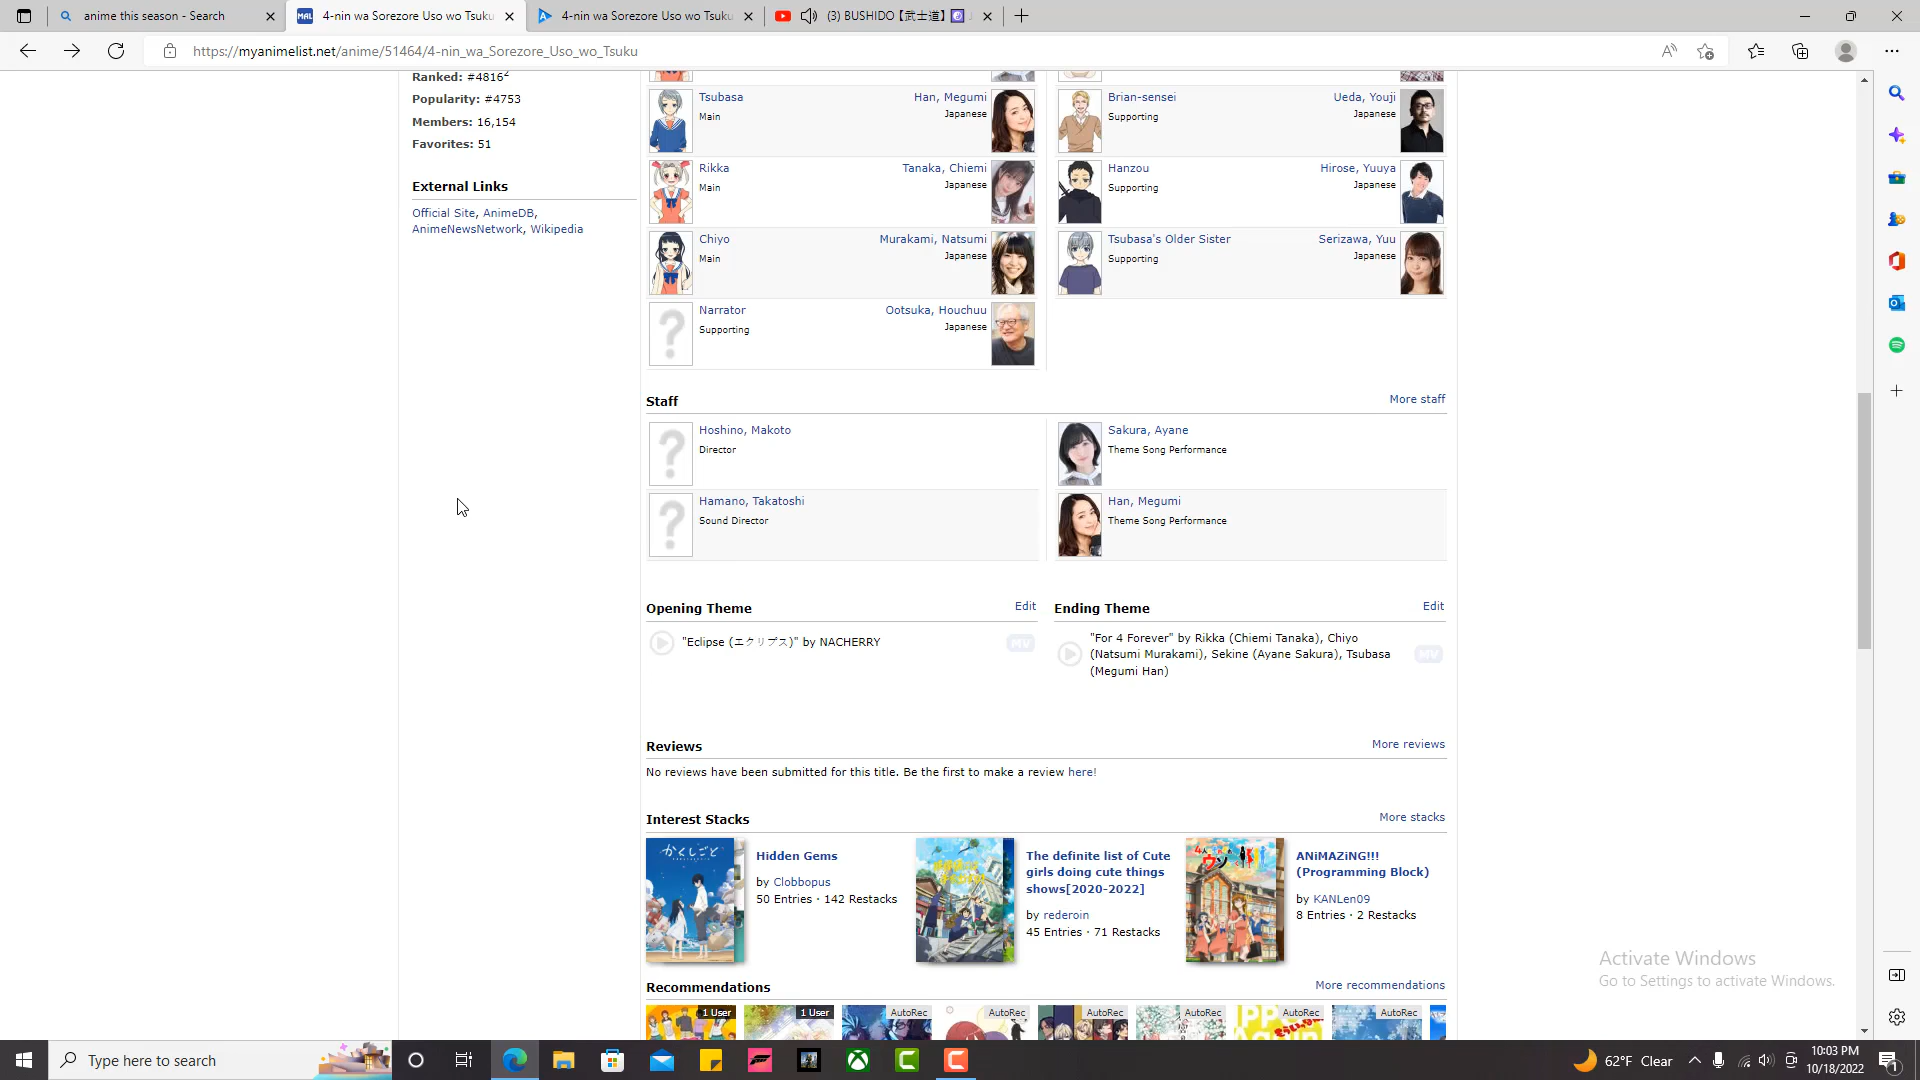 anime this season - Search
4-nin wa Sorezore Uso wo Tsuku
4-nin wa Sorezore Uso wo Tsuku
(3) BUSHIDO【武士道】
https://myanimelist.net/anime/51464/4-nin_wa_Sorezore_Uso_wo_Tsuku
Ranked: #4816²
Popularity: #4753
Members: 16,154
Favorites: 51
External Links
Official Site, AnimeDB,
AnimeNewsNetwork, Wikipedia
Tsubasa
Main
Han, Megumi
Japanese
Brian-sensei
Supporting
Ueda, Youji
Japanese
Rikka
Main
Tanaka, Chiemi
Japanese
Hanzou
Supporting
Hirose, Yuuya
Japanese
Chiyo
Main
Murakami, Natsumi
Japanese
Tsubasa's Older Sister
Supporting
Serizawa, Yuu
Japanese
Narrator
Supporting
Ootsuka, Houchuu
Japanese
Staff
More staff
Hoshino, Makoto
Director
Sakura, Ayane
Theme Song Performance
Hamano, Takatoshi
Sound Director
Han, Megumi
Theme Song Performance
Opening Theme
Edit
Ending Theme
Edit
"Eclipse (エクリプス)" by NACHERRY
MV
"For 4 Forever" by Rikka (Chiemi Tanaka), Chiyo
(Natsumi Murakami), Sekine (Ayane Sakura), Tsubasa
(Megumi Han)
MV
Reviews
More reviews
No reviews have been submitted for this title. Be the first to make a review here!
Interest Stacks
More stacks
かくしごと
Hidden Gems
by Clobbopus
50 Entries · 142 Restacks
The definite list of Cute
girls doing cute things
shows[2020-2022]
by rederoin
45 Entries · 71 Restacks
ANiMAZiNG!!!
(Programming Block)
by KANLen09
8 Entries · 2 Restacks
Recommendations
More recommendations
1 User
1 User
AutoRec
AutoRec
AutoRec
AutoRec
AutoRec
AutoRec
Activate Windows
Go to Settings to activate Windows.
Type here to search
62°F Clear
10:03 PM
10/18/2022
1